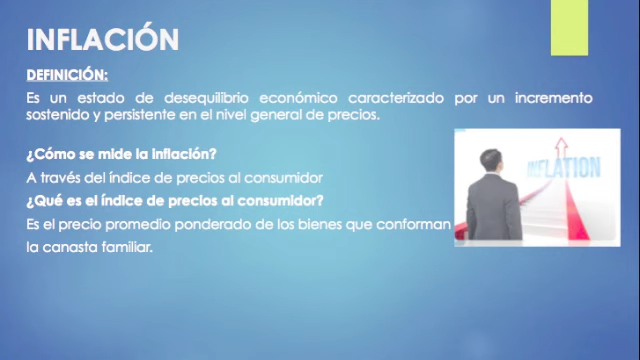 INFLACIÓN
DEFINICIÓN:
Es un estado de desequilibrio económico caracterizado por un incremento
sostenido y persistente en el nivel general de precios.
¿Cómo se mide la inflación?
A través del índice de precios al consumidor
¿Qué es el índice de precios al consumidor?
Es el precio promedio ponderado de los bienes que conforman
la canasta familiar.
INFLATION